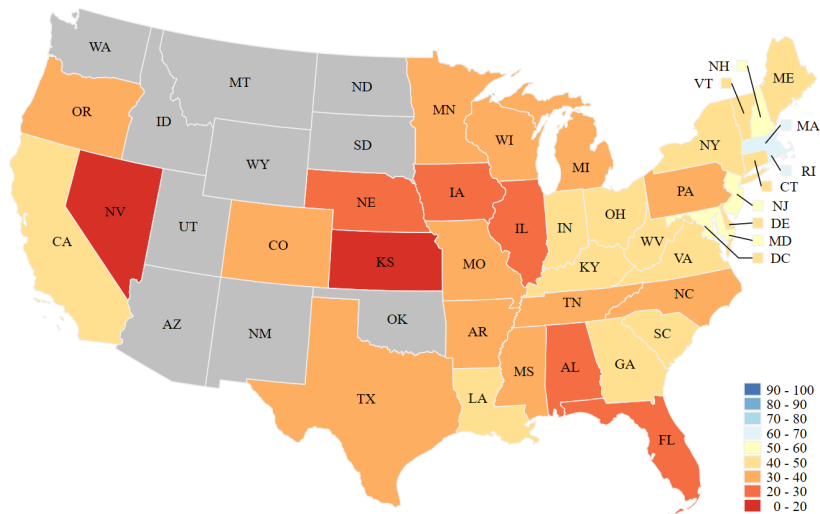 WA
MT
ND
MN
NH
VT
ME
OR
ID
WY
SD
WI
MI
NY
MA
RI
CT
NJ
DE
MD
DC
NV
UT
CO
NE
IA
IL
IN
OH
PA
CA
KS
MO
KY
WV
VA
AZ
NM
OK
AR
TN
NC
SC
TX
LA
MS
AL
GA
FL
90 - 100
80 - 90
70 - 80
60 - 70
50 - 60
40 - 50
30 - 40
20 - 30
0 - 20